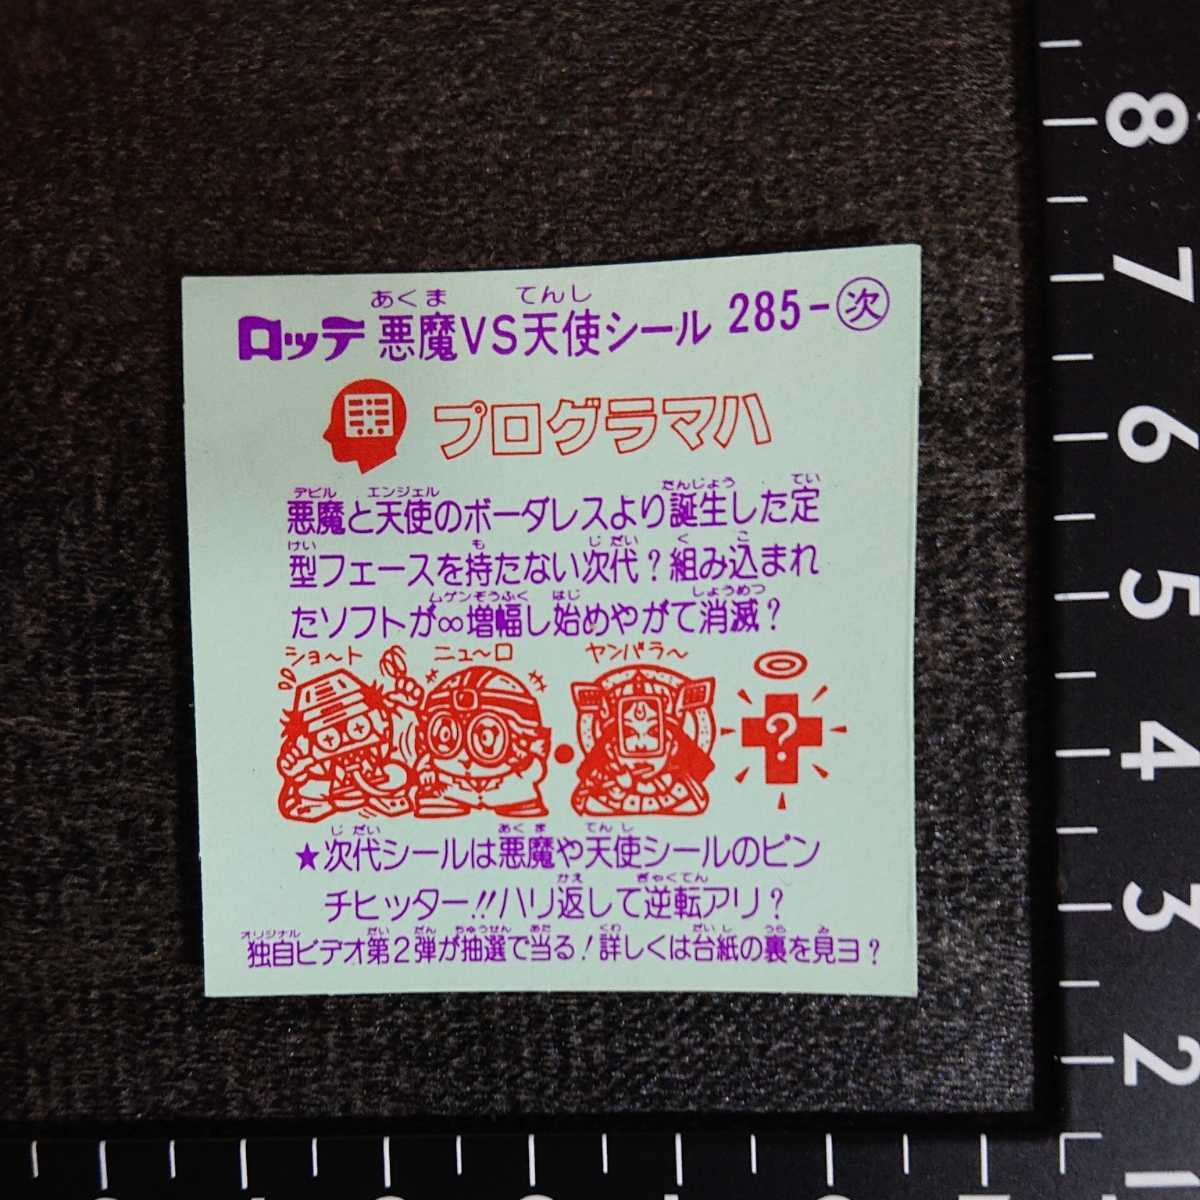 あくま てんし
ロッテ 悪魔VS天使シール 285-次
プログラマハ
デビル エンジェル たんじょう てい
悪魔と天使のボーダレスより誕生した定
けい も じだい く こ
型フェースを持たない次代?組み込まれ
ムゲンぞうふく はじ しょうめつ
たソフトが∞増幅し始めやがて消滅?
ショ〜ト ニュ〜ロ ヤンバラ〜
?
じだい あくま てんし
★次代シールは悪魔や天使シールのピン
かえ ぎゃくてん
チヒッター!!ハリ返して逆転アリ?
オリジナル だい だん ちゅうせん あた くわ だいし うら み
独自ビデオ第2弾が抽選で当る!詳しくは台紙の裏を見ヨ?
8
7
6
5
4
3
2
1